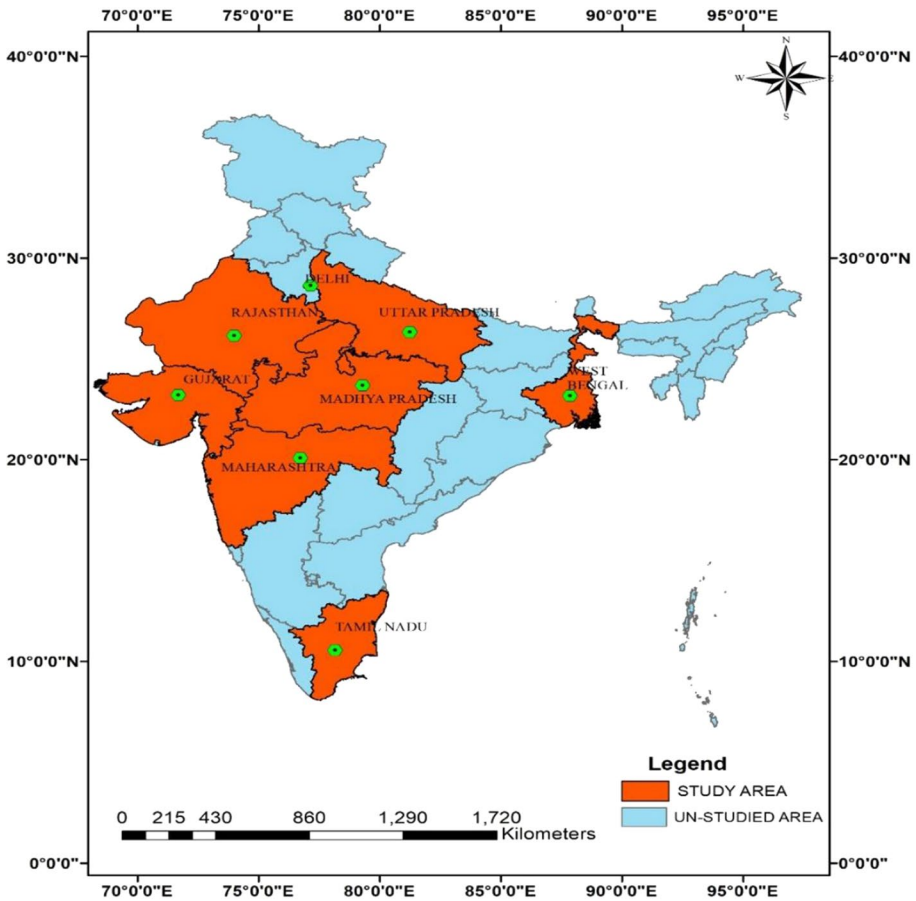 70°0'0"E 75°0'0"E 80°0'0"E 85°0'0"E 90°0'0"E 95°0'0"E
40°0'0"N 40°0'0"N
N
W E
S
30°0'0"N 30°0'0"N
DELHI
RAJASTHAN UTTAR PRADESH
GUJARAT WEST
BENGAL
MADHYA PRADESH
20°0'0"N 20°0'0"N
MAHARASHTRA
TAMIL NADU
10°0'0"N 10°0'0"N
Legend
STUDY AREA
UN-STUDIED AREA
0 215 430 860 1,290 1,720
Kilometers
0°0'0" 0°0'0"
70°0'0"E 75°0'0"E 80°0'0"E 85°0'0"E 90°0'0"E 95°0'0"E